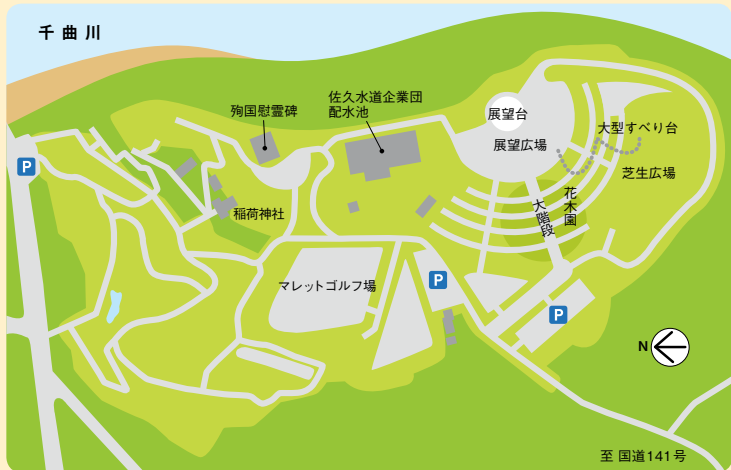 千曲川
殉国慰霊碑
佐久水道企業団
配水池
展望台
展望広場
大型すべり台
芝生広場
花木園
大階段
稲荷神社
マレットゴルフ場
P
P
P
N
至 国道141号